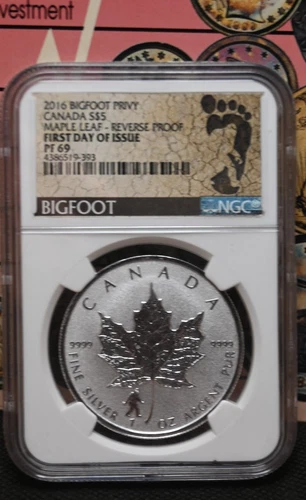 vestment
2016 BIGFOOT PRIVY
CANADA S$5
MAPLE LEAF - REVERSE PROOF
FIRST DAY OF ISSUE
PF 69
4386519-393
BIGFOOT
NGC
CANADA
9999 9999
FINE SILVER 1 OZ ARGENT PUR